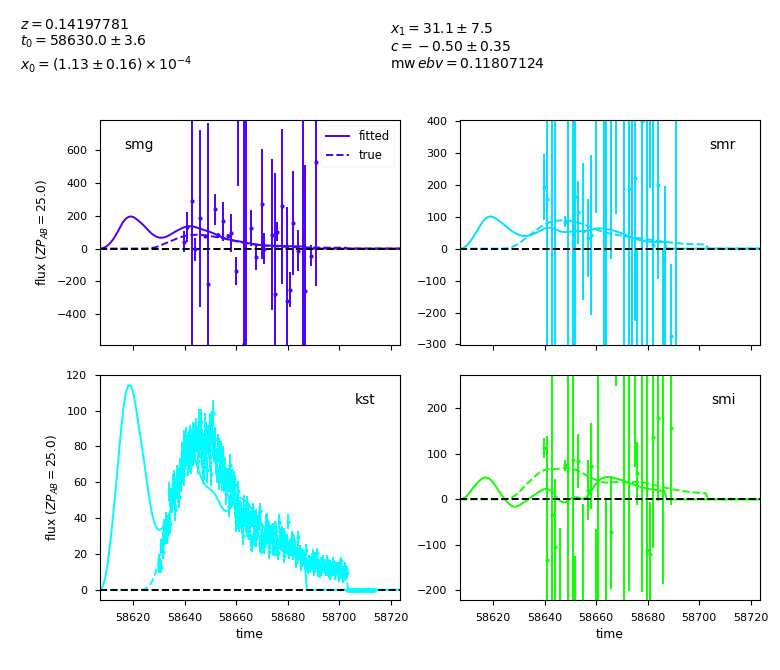 z = 0.14197781
t0 = 58630.0 ± 3.6
x0 = (1.13 ± 0.16) × 10^−4
x1 = 31.1 ± 7.5
c = −0.50 ± 0.35
mw ebv = 0.11807124
smg
fitted
true
600
400
200
0
−200
−400
flux (ZP_AB = 25.0)
smr
400
300
200
100
0
−100
−200
−300
kst
120
100
80
60
40
20
0
flux (ZP_AB = 25.0)
58620 58640 58660 58680 58700 58720
time
smi
200
100
0
−100
−200
58620 58640 58660 58680 58700 58720
time